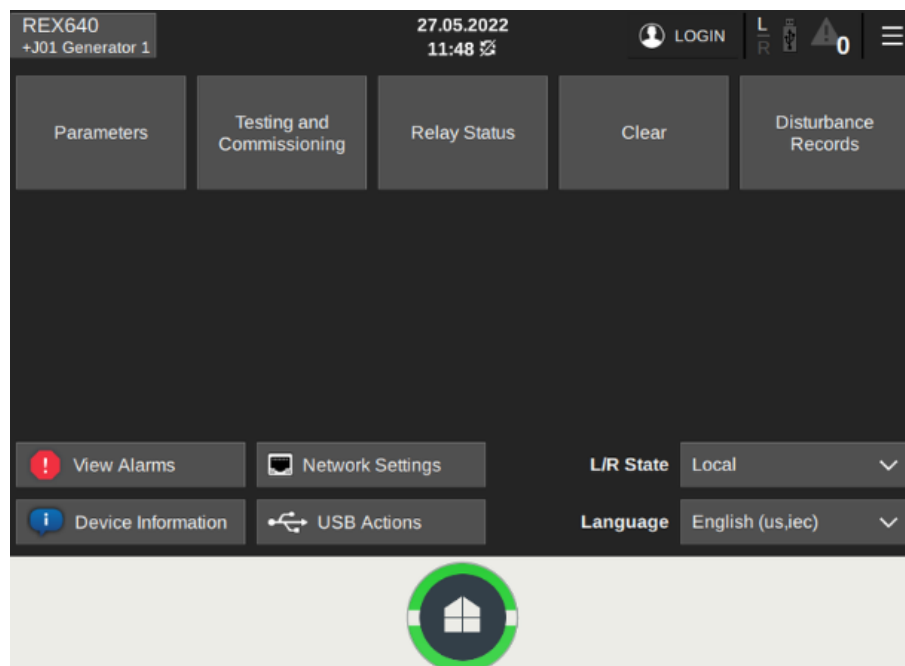 REX640
+J01 Generator 1
27.05.2022
11:48
LOGIN
L
R
0
Parameters
Testing and
Commissioning
Relay Status
Clear
Disturbance
Records
View Alarms
Network Settings
L/R State
Local
Device Information
USB Actions
Language
English (us,iec)